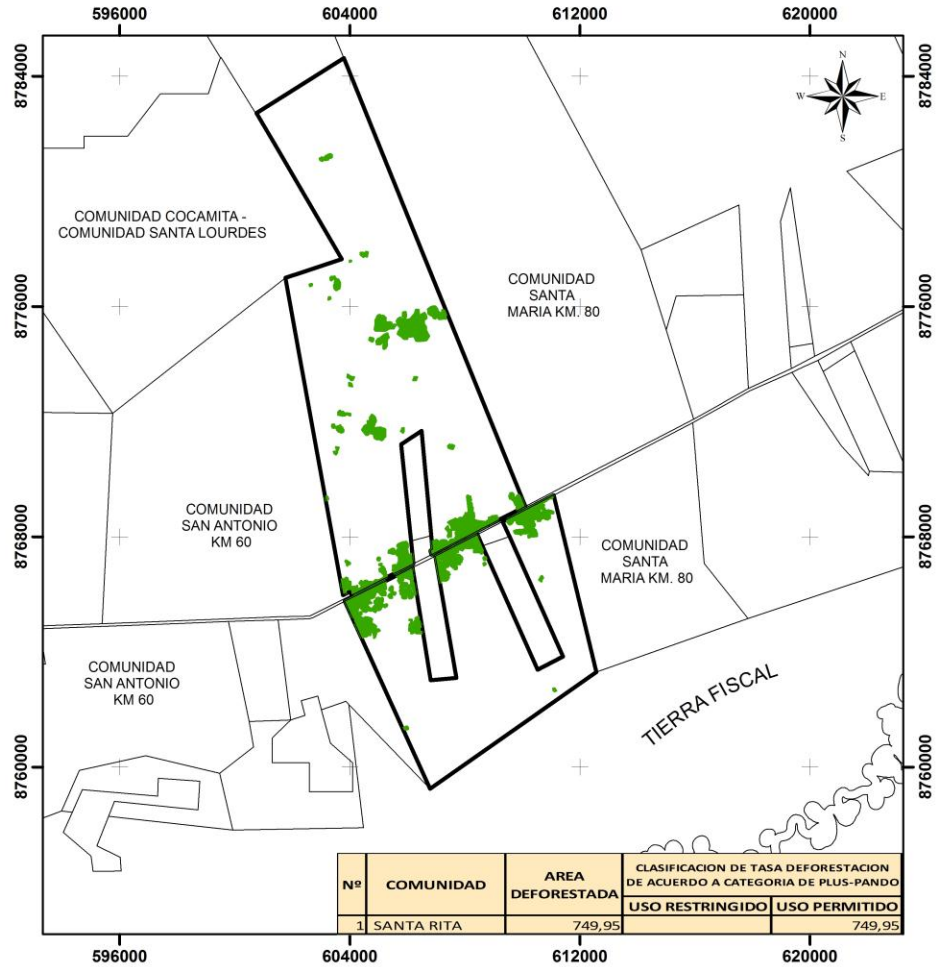 596000 604000 612000 620000
8784000 8784000
N
W E
S
COMUNIDAD COCAMITA -
COMUNIDAD SANTA LOURDES
COMUNIDAD
SANTA
MARIA KM. 80
8776000 8776000
COMUNIDAD
SAN ANTONIO
KM 60
8768000 8768000
COMUNIDAD
SANTA
MARIA KM. 80
COMUNIDAD
SAN ANTONIO
KM 60
TIERRA FISCAL
8760000 8760000
Nº COMUNIDAD AREA DEFORESTADA CLASIFICACION DE TASA DEFORESTACION
DE ACUERDO A CATEGORIA DE PLUS-PANDO
USO RESTRINGIDO USO PERMITIDO
1 SANTA RITA 749,95 749,95
596000 604000 612000 620000